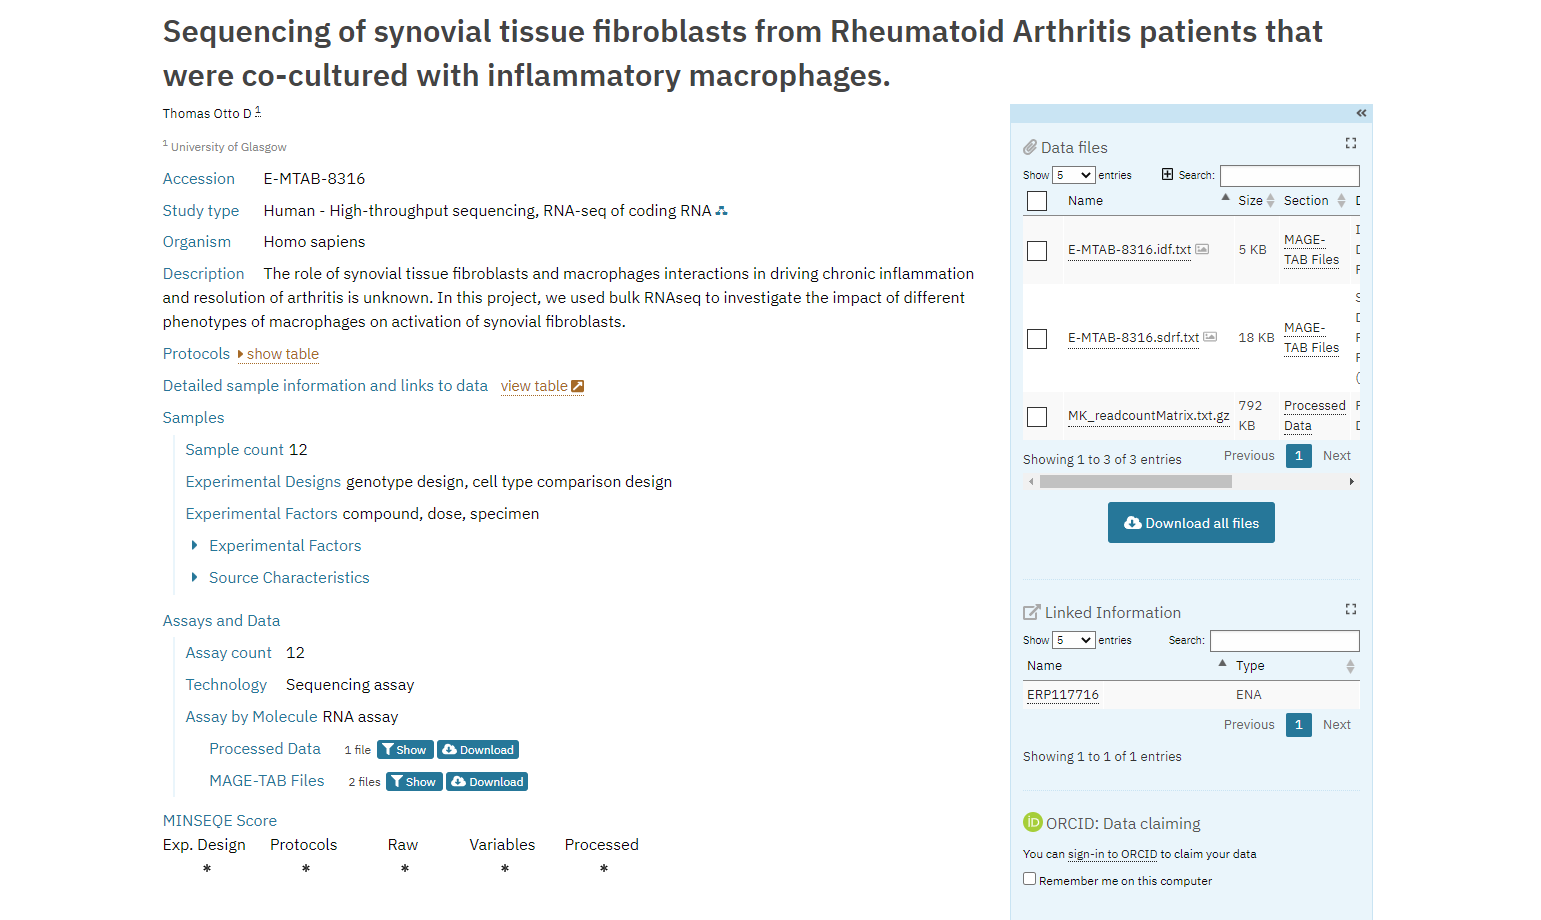 Sequencing of synovial tissue fibroblasts from Rheumatoid Arthritis patients that
were co-cultured with inflammatory macrophages.
Thomas Otto D 1
1 University of Glasgow
Accession E-MTAB-8316
Study type Human - High-throughput sequencing, RNA-seq of coding RNA
Organism Homo sapiens
Description The role of synovial tissue fibroblasts and macrophages interactions in driving chronic inflammation
and resolution of arthritis is unknown. In this project, we used bulk RNAseq to investigate the impact of different
phenotypes of macrophages on activation of synovial fibroblasts.
Protocols show table
Detailed sample information and links to data view table
Samples
Sample count 12
Experimental Designs genotype design, cell type comparison design
Experimental Factors compound, dose, specimen
Experimental Factors
Source Characteristics
Assays and Data
Assay count 12
Technology Sequencing assay
Assay by Molecule RNA assay
Processed Data 1 file Show Download
MAGE-TAB Files 2 files Show Download
MINSEQE Score
Exp. Design Protocols Raw Variables Processed
* * * * *
«
Data files
Show 5 entries Search:
Name Size Section
E-MTAB-8316.idf.txt 5 KB MAGE-
TAB Files
E-MTAB-8316.sdrf.txt 18 KB MAGE-
TAB Files
MK_readcountMatrix.txt.gz 792 Processed
KB Data
Showing 1 to 3 of 3 entries Previous 1 Next
Download all files
Linked Information
Show 5 entries Search:
Name Type
ERP117716 ENA
Previous 1 Next
Showing 1 to 1 of 1 entries
iD ORCID: Data claiming
You can sign-in to ORCID to claim your data
Remember me on this computer